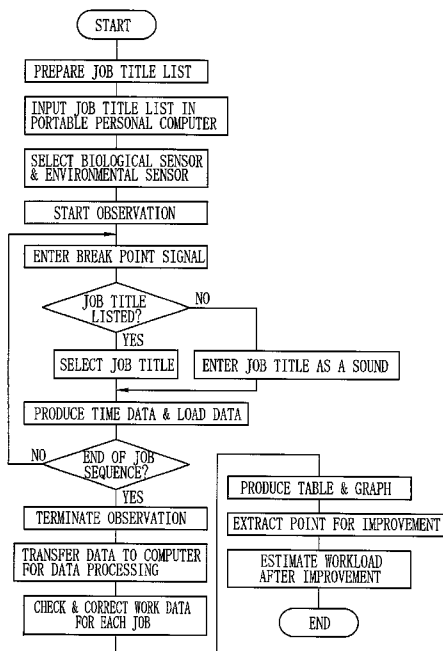 START
PREPARE JOB TITLE LIST
INPUT JOB TITLE LIST IN
PORTABLE PERSONAL COMPUTER
SELECT BIOLOGICAL SENSOR
& ENVIRONMENTAL SENSOR
START OBSERVATION
ENTER BREAK POINT SIGNAL
JOB TITLE
LISTED?
NO
YES
SELECT JOB TITLE
ENTER JOB TITLE AS A SOUND
PRODUCE TIME DATA & LOAD DATA
END OF JOB
SEQUENCE?
NO
YES
TERMINATE OBSERVATION
TRANSFER DATA TO COMPUTER
FOR DATA PROCESSING
CHECK & CORRECT WORK DATA
FOR EACH JOB
PRODUCE TABLE & GRAPH
EXTRACT POINT FOR IMPROVEMENT
ESTIMATE WORKLOAD
AFTER IMPROVEMENT
END